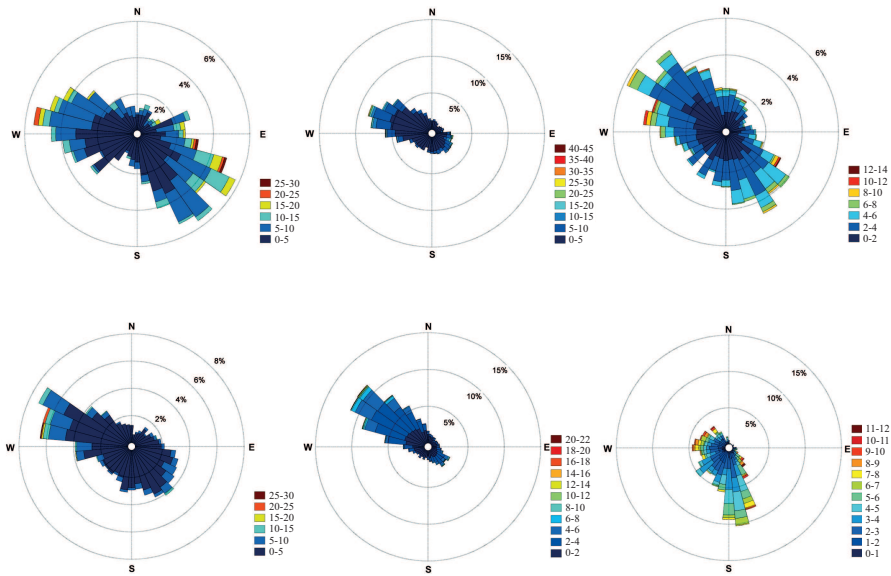 N
6%
4%
2%
W
E
S
25-30
20-25
15-20
10-15
5-10
0-5
N
15%
10%
5%
W
E
S
40-45
35-40
30-35
25-30
20-25
15-20
10-15
5-10
0-5
N
6%
4%
2%
W
E
S
12-14
10-12
8-10
6-8
4-6
2-4
0-2
N
8%
6%
4%
2%
W
E
S
25-30
20-25
15-20
10-15
5-10
0-5
N
15%
10%
5%
W
E
S
20-22
18-20
16-18
14-16
12-14
10-12
8-10
6-8
4-6
2-4
0-2
N
15%
10%
5%
W
E
S
11-12
10-11
9-10
8-9
7-8
6-7
5-6
4-5
3-4
2-3
1-2
0-1